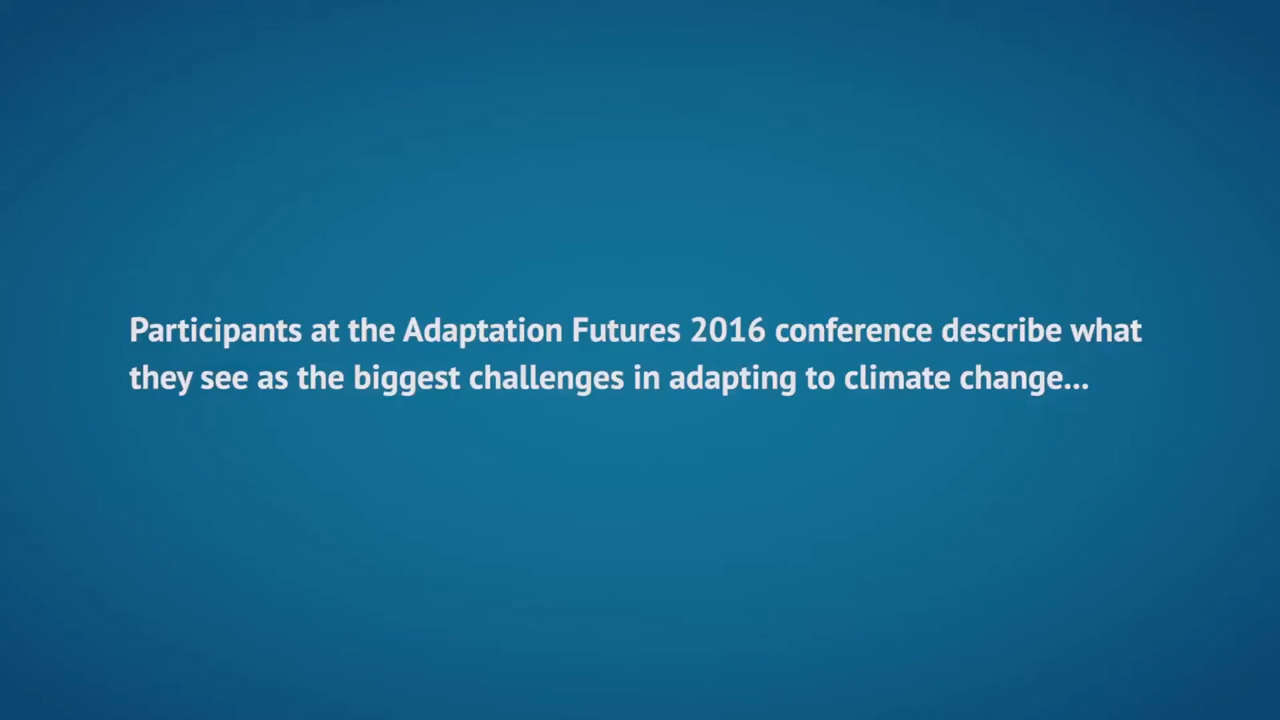 Participants at the Adaptation Futures 2016 conference describe what
they see as the biggest challenges in adapting to climate change...